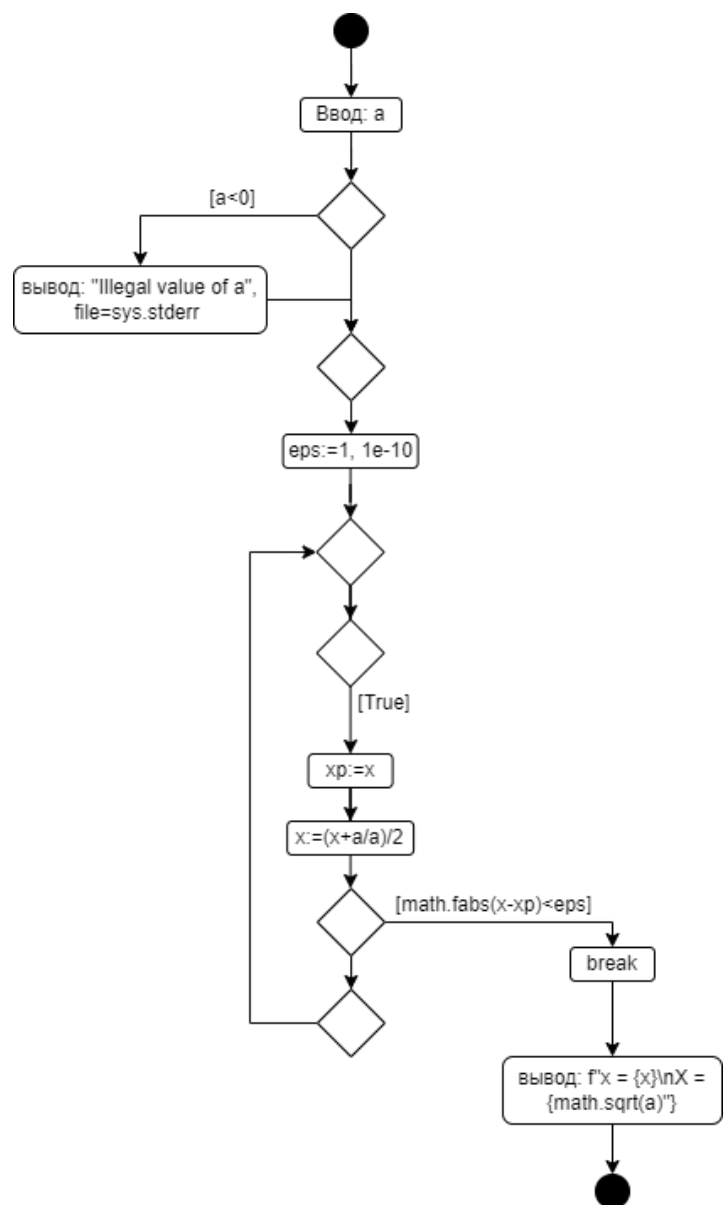 Ввод: a
[a<0]
вывод: "Illegal value of a",
file=sys.stderr
eps:=1, 1e-10
[True]
xp:=x
x:=(x+a/a)/2
[math.fabs(x-xp)<eps]
break
вывод: f"x = {x}\nX =
{math.sqrt(a)"}